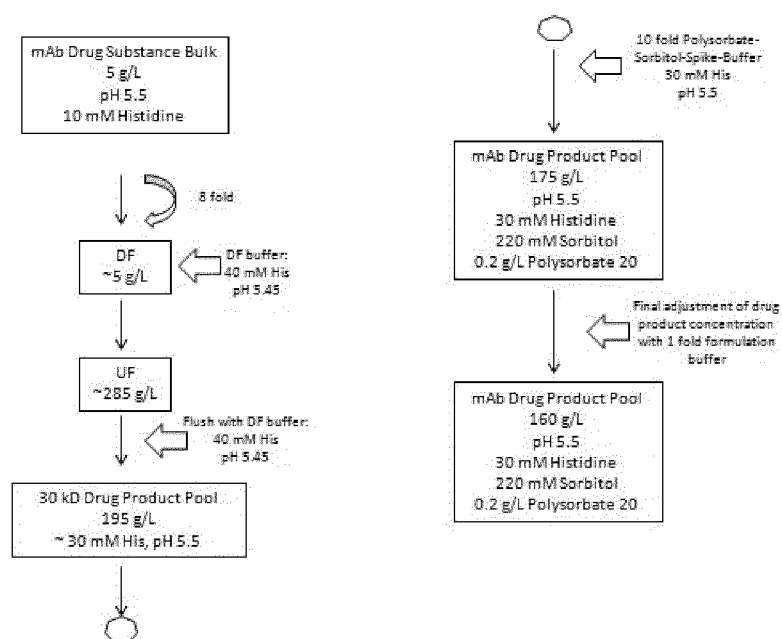 mAb Drug Substance Bulk
5 g/L
pH 5.5
10 mM Histidine
8 fold
DF
~5 g/L
DF buffer:
40 mM His
pH 5.45
UF
~285 g/L
Flush with DF buffer:
40 mM His
pH 5.45
30 kD Drug Product Pool
195 g/L
~ 30 mM His, pH 5.5
10 fold Polysorbate-
Sorbitol-Spike-Buffer
30 mM His
pH 5.5
mAb Drug Product Pool
175 g/L
pH 5.5
30 mM Histidine
220 mM Sorbitol
0.2 g/L Polysorbate 20
Final adjustment of drug
product concentration
with 1 fold formulation
buffer
mAb Drug Product Pool
160 g/L
pH 5.5
30 mM Histidine
220 mM Sorbitol
0.2 g/L Polysorbate 20